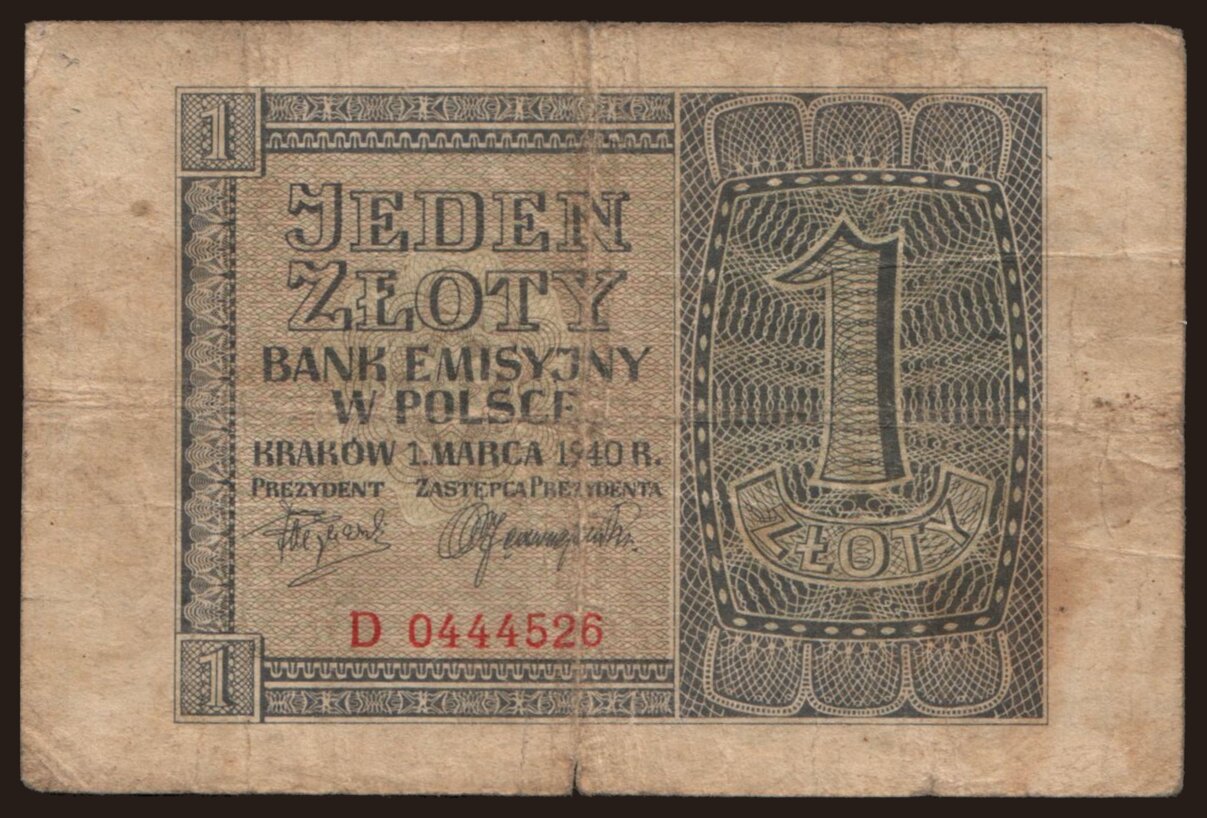 1
JEDEN
ZŁOTY
BANK EMISYJNY
W POLSCE
KRAKÓW 1. MARCA 1940 R.
PREZYDENT ZASTĘPCA PREZYDENTA
D 0444526
1
1
ZŁOTY